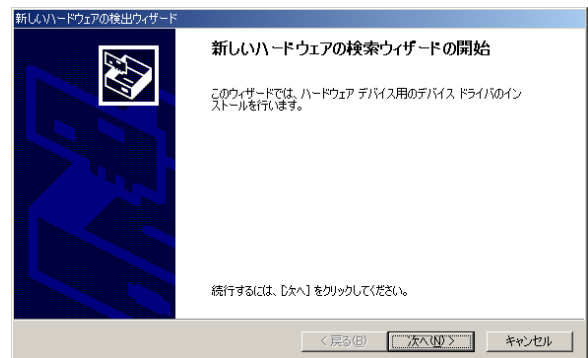 新しいハードウェアの検出ウィザード
新しいハードウェアの検索ウィザードの開始
このウィザードでは、ハードウェア デバイス用のデバイス ドライバのイン
ストールを行います。
続行するには、[次へ] をクリックしてください。
< 戻る(B) 次へ(N) > キャンセル